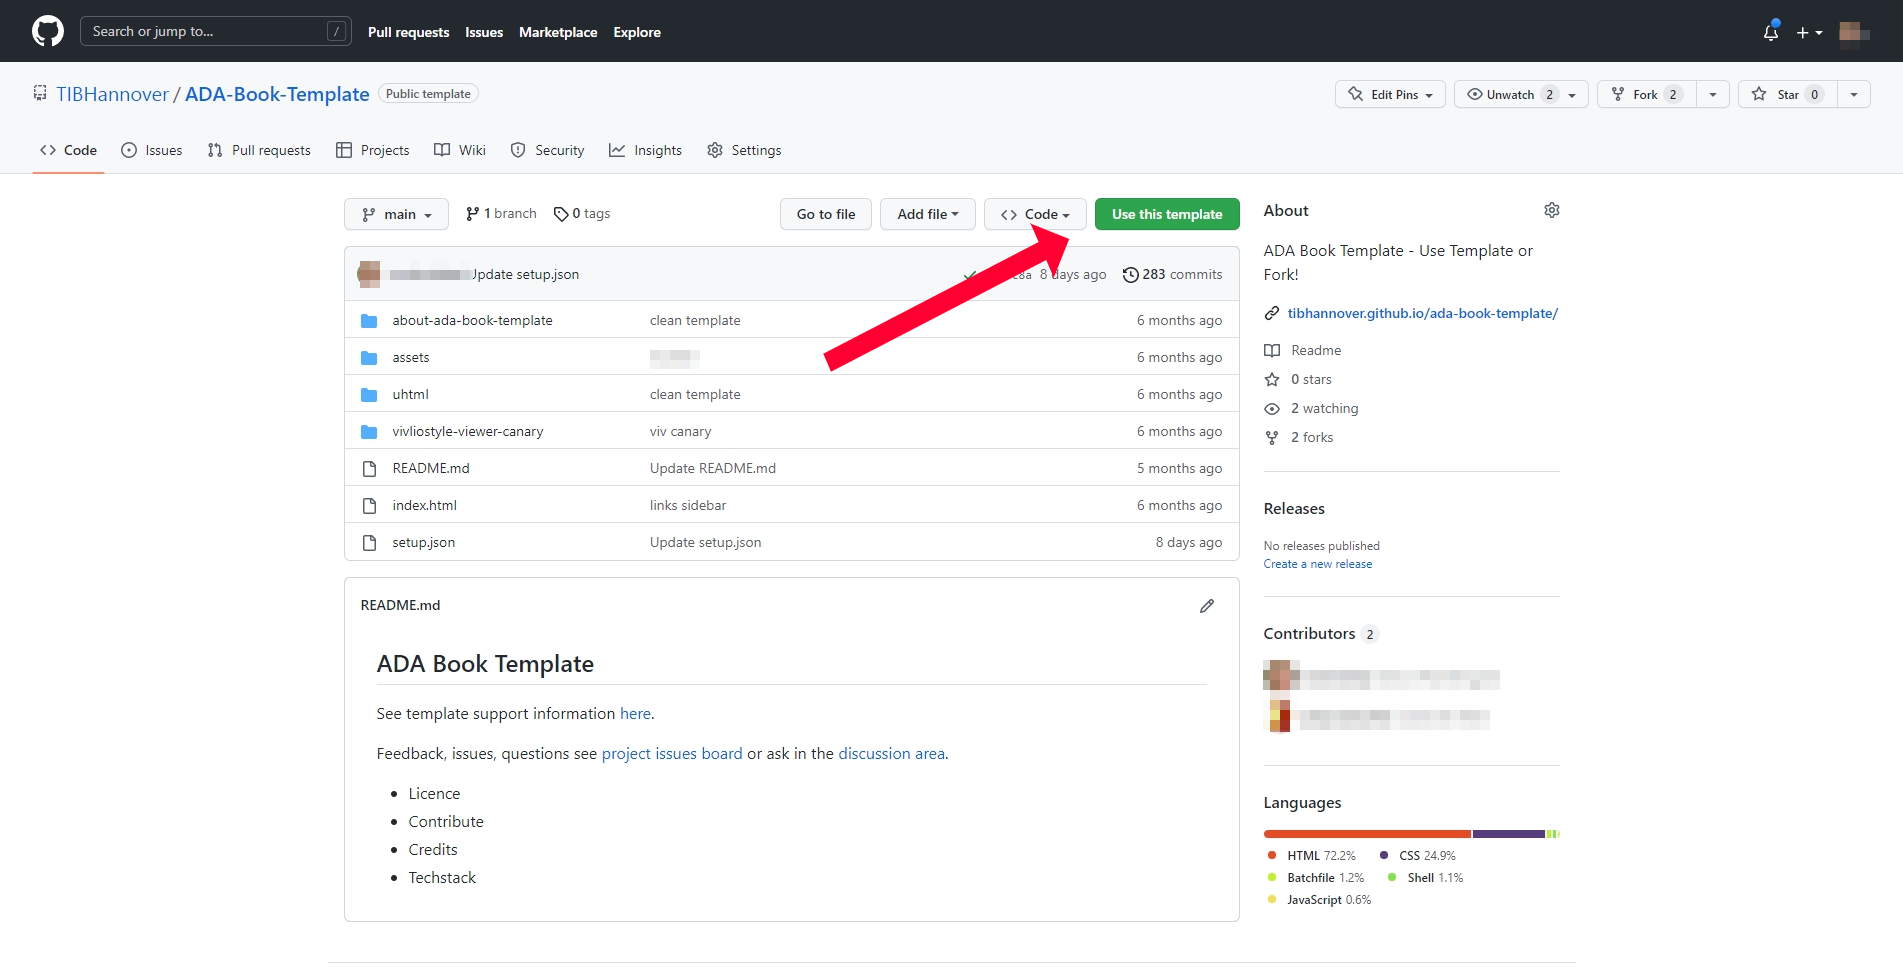 Search or jump to... /
Pull requests Issues Marketplace Explore
TIBHannover / ADA-Book-Template Public template
Edit Pins Unwatch 2 Fork 2 Star 0
Code Issues Pull requests Projects Wiki Security Insights Settings
main 1 branch 0 tags
Go to file Add file Code Use this template
Update setup.json 8 days ago 283 commits
about-ada-book-template clean template 6 months ago
assets 6 months ago
uhtml clean template 6 months ago
vivliostyle-viewer-canary viv canary 6 months ago
README.md Update README.md 5 months ago
index.html links sidebar 6 months ago
setup.json Update setup.json 8 days ago
README.md
ADA Book Template
See template support information here.
Feedback, issues, questions see project issues board or ask in the discussion area.
Licence
Contribute
Credits
Techstack
About
ADA Book Template - Use Template or
Fork!
tibhannover.github.io/ada-book-template/
Readme
0 stars
2 watching
2 forks
Releases
No releases published
Create a new release
Contributors 2
Languages
HTML 72.2% CSS 24.9%
Batchfile 1.2% Shell 1.1%
JavaScript 0.6%